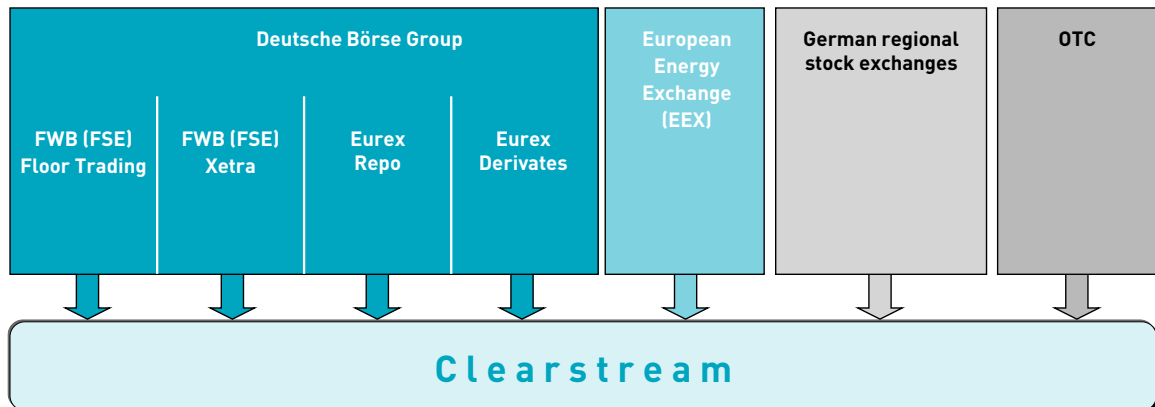 Deutsche Börse Group
FWB (FSE)
Floor Trading
FWB (FSE)
Xetra
Eurex
Repo
Eurex
Derivates
European
Energy
Exchange
(EEX)
German regional
stock exchanges
OTC
Clearstream